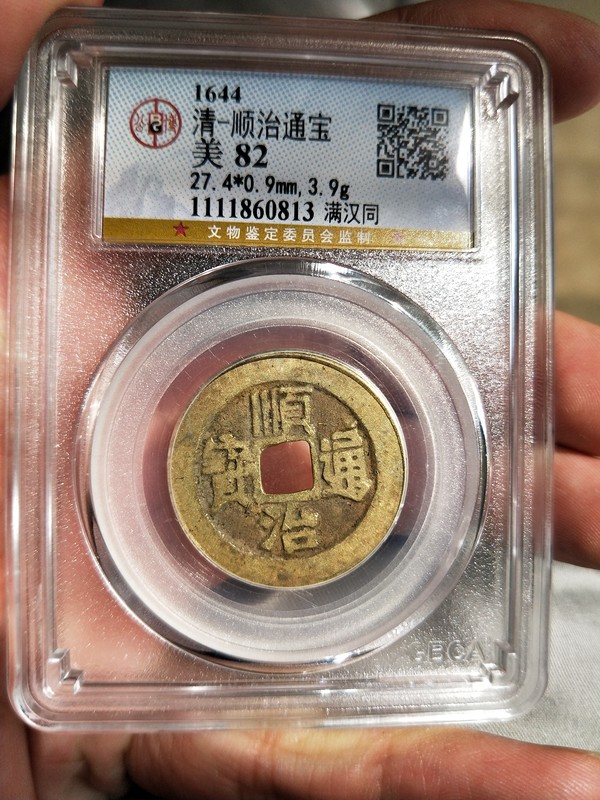 1644
清-顺治通宝
美 82
27.4*0.9mm,3.9g
1111860813 满汉同
文物鉴定委员会监制
順
寶 通
治
GBCA